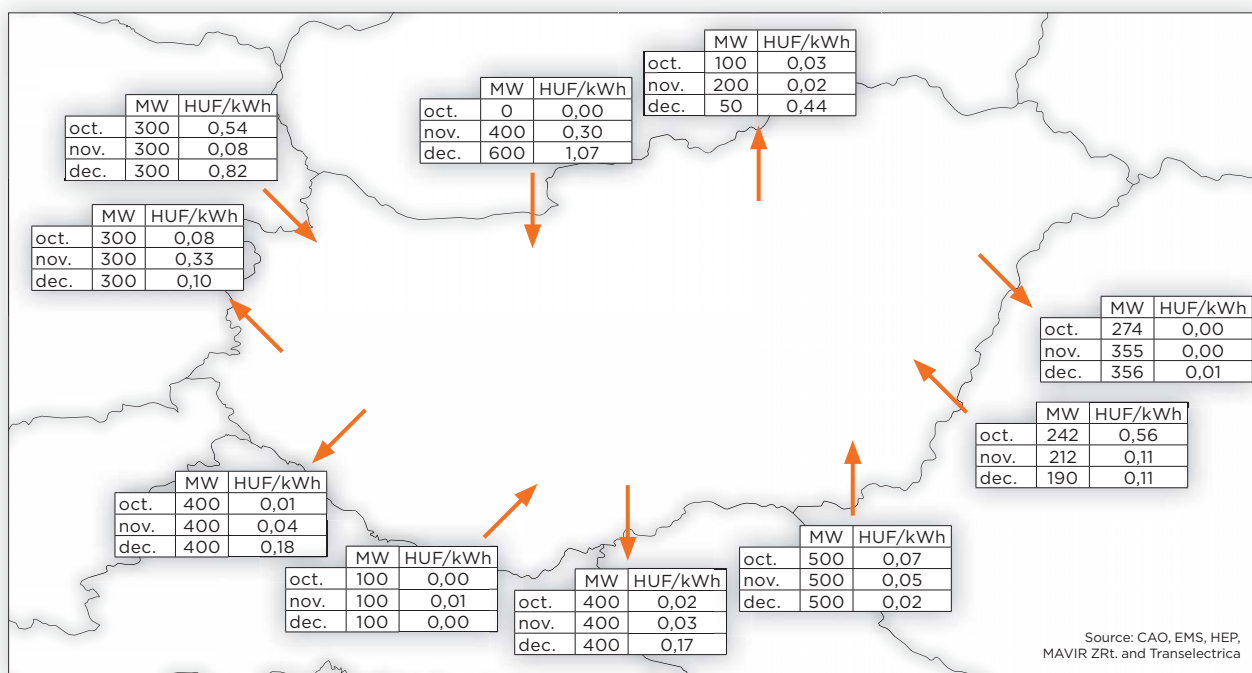 MW HUF/kWh
oct. 100 0,03
nov. 200 0,02
dec. 50 0,44
MW HUF/kWh
oct. 0 0,00
nov. 400 0,30
dec. 600 1,07
MW HUF/kWh
oct. 300 0,54
nov. 300 0,08
dec. 300 0,82
MW HUF/kWh
oct. 300 0,08
nov. 300 0,33
dec. 300 0,10
MW HUF/kWh
oct. 274 0,00
nov. 355 0,00
dec. 356 0,01
MW HUF/kWh
oct. 242 0,56
nov. 212 0,11
dec. 190 0,11
MW HUF/kWh
oct. 400 0,01
nov. 400 0,04
dec. 400 0,18
MW HUF/kWh
oct. 100 0,00
nov. 100 0,01
dec. 100 0,00
MW HUF/kWh
oct. 400 0,02
nov. 400 0,03
dec. 400 0,17
MW HUF/kWh
oct. 500 0,07
nov. 500 0,05
dec. 500 0,02
Source: CAO, EMS, HEP,
MAVIR ZRt. and Transelectrica